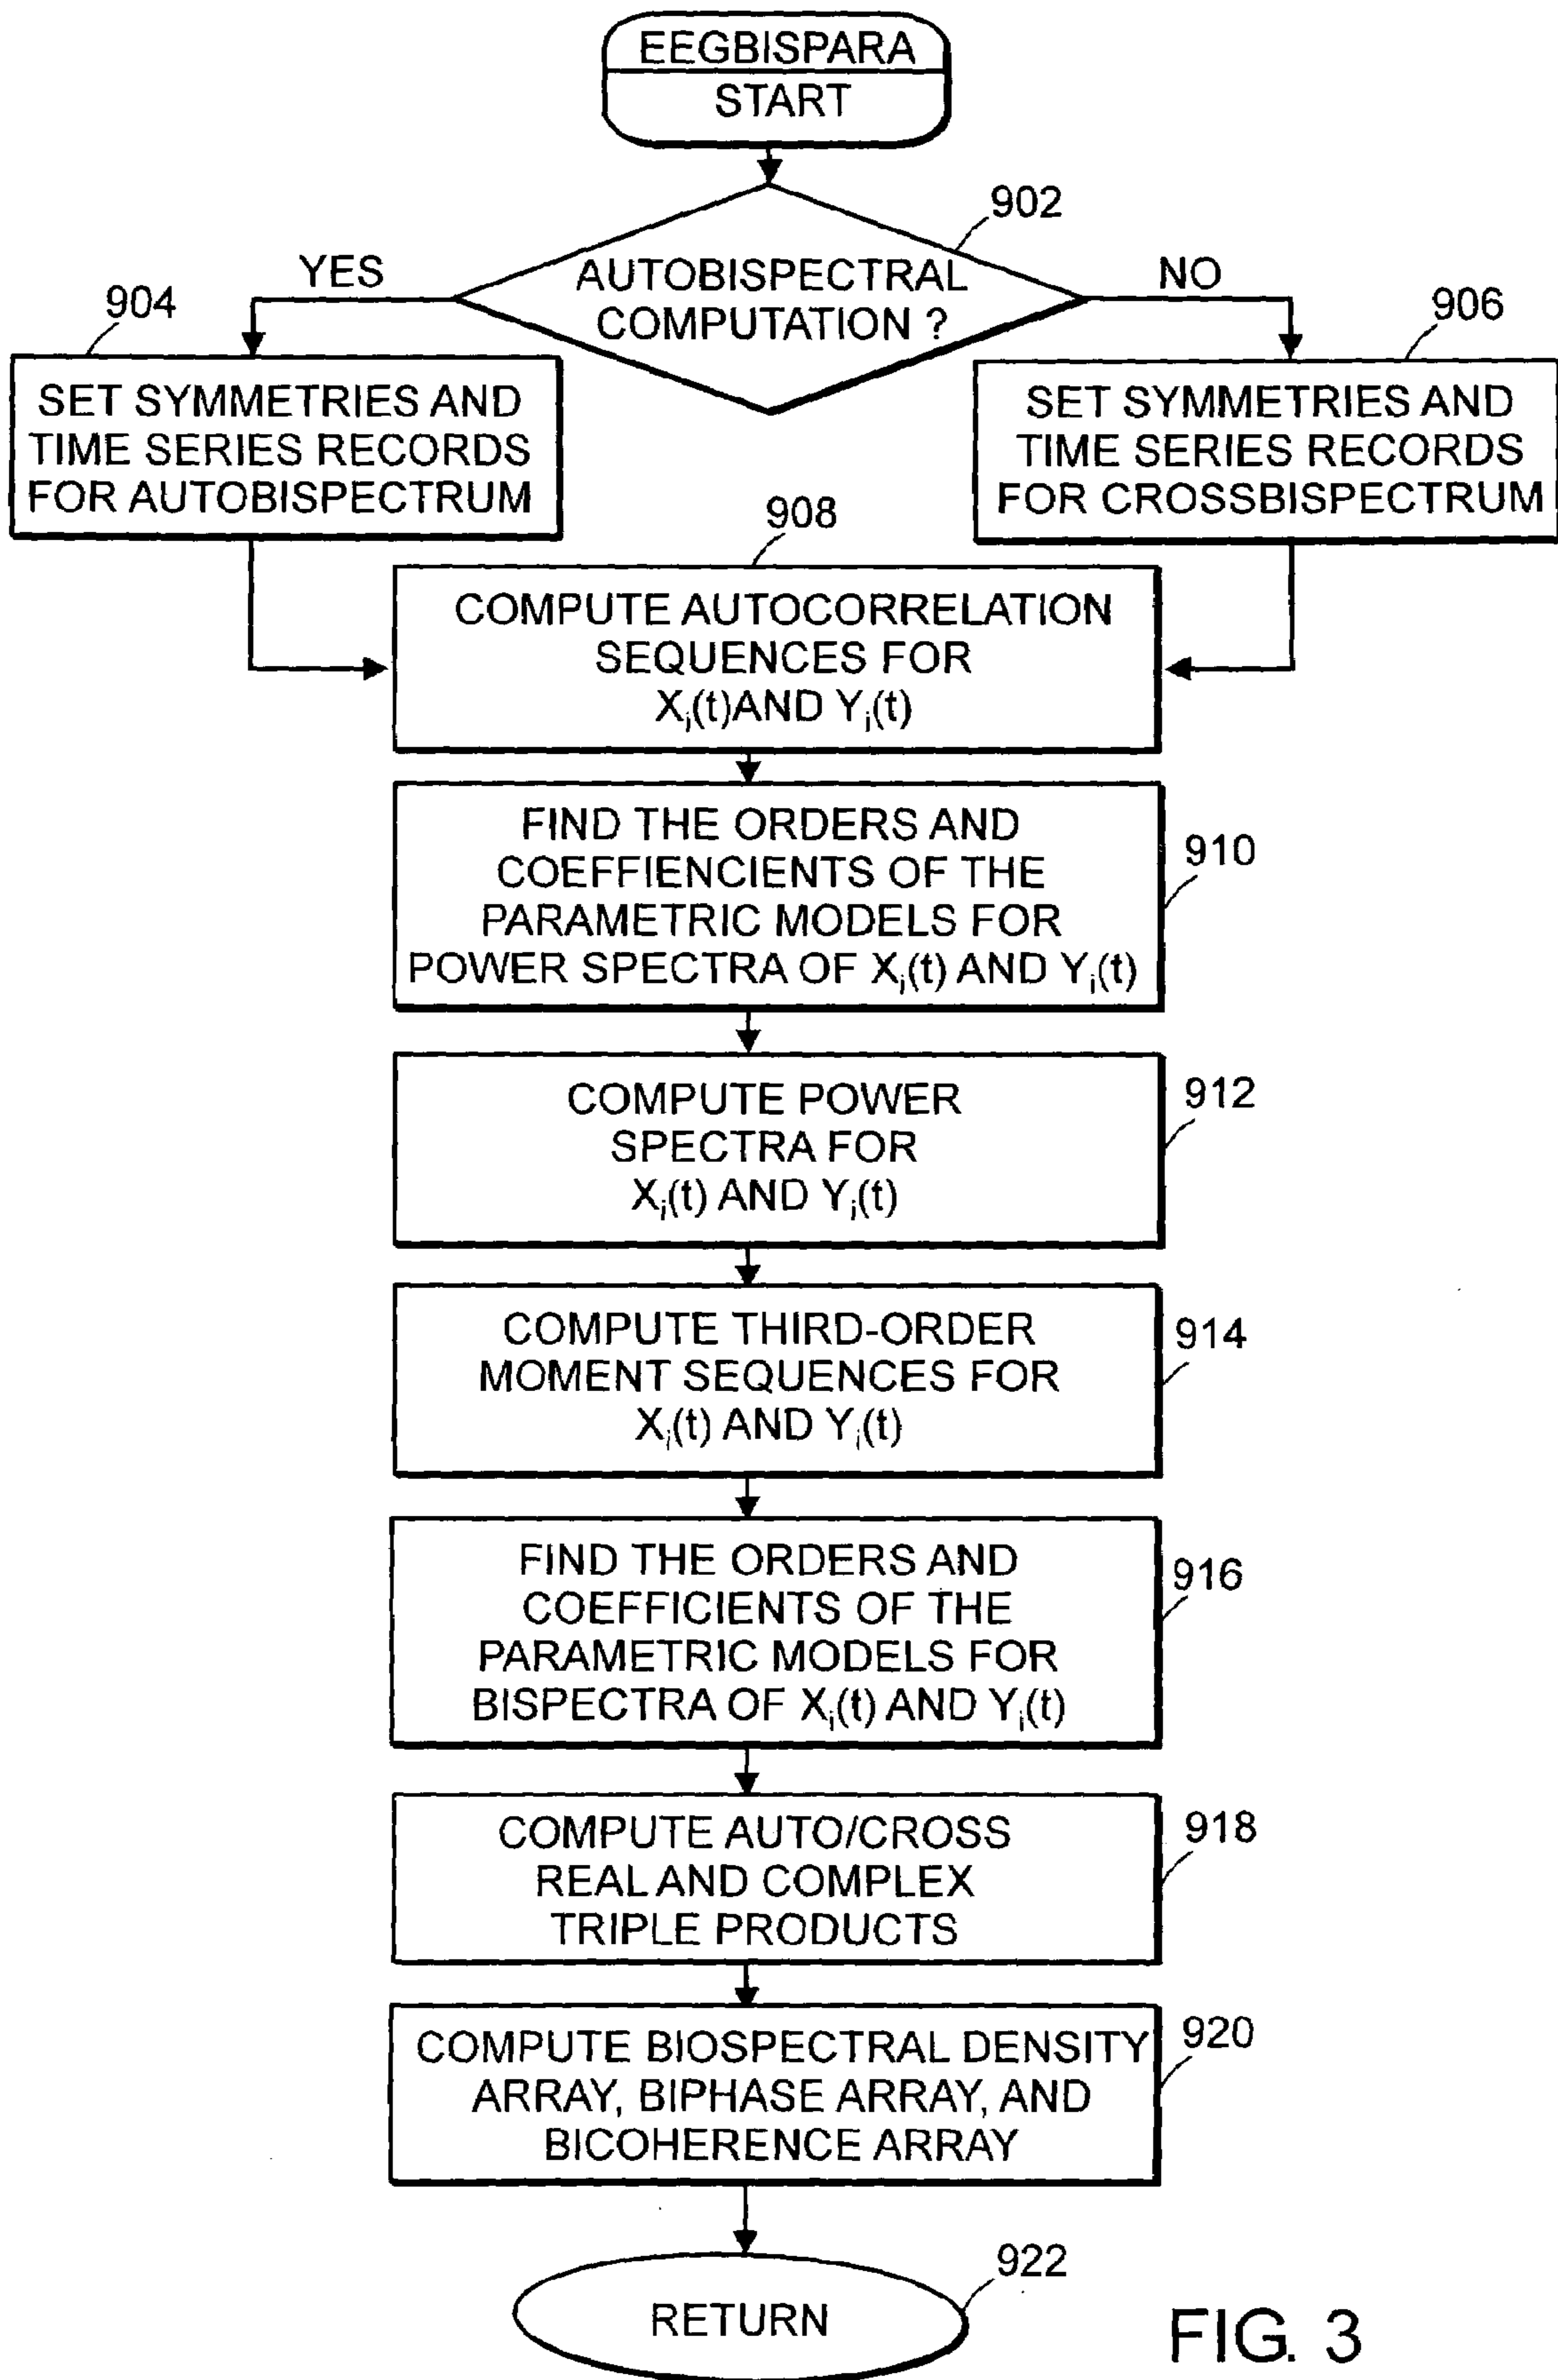 EEGBISPARA
START
902
AUTOBISPECTRAL
COMPUTATION ?
YES
NO
904
SET SYMMETRIES AND
TIME SERIES RECORDS
FOR AUTOBISPECTRUM
906
SET SYMMETRIES AND
TIME SERIES RECORDS
FOR CROSSBISPECTRUM
908
COMPUTE AUTOCORRELATION
SEQUENCES FOR
Xᵢ(t)AND Yᵢ(t)
FIND THE ORDERS AND
COEFFIENCIENTS OF THE
PARAMETRIC MODELS FOR
POWER SPECTRA OF Xᵢ(t) AND Yᵢ(t)
910
COMPUTE POWER
SPECTRA FOR
Xᵢ(t) AND Yᵢ(t)
912
COMPUTE THIRD-ORDER
MOMENT SEQUENCES FOR
Xᵢ(t) AND Yᵢ(t)
914
FIND THE ORDERS AND
COEFFICIENTS OF THE
PARAMETRIC MODELS FOR
BISPECTRA OF Xᵢ(t) AND Yᵢ(t)
916
COMPUTE AUTO/CROSS
REAL AND COMPLEX
TRIPLE PRODUCTS
918
COMPUTE BIOSPECTRAL DENSITY
ARRAY, BIPHASE ARRAY, AND
BICOHERENCE ARRAY
920
RETURN
922
FIG. 3